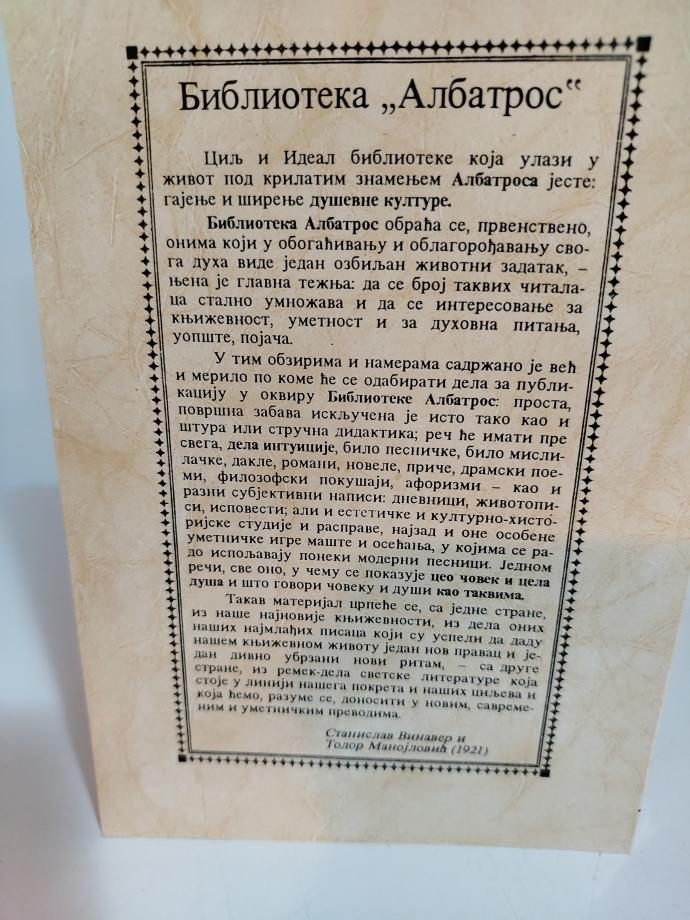 Библиотека „Албатрос“
Циљ и Идеал библиотеке која улази у
живот под крилатим знамењем Албатроса јесте:
гајење и ширење душевне културе.
Библиотека Албатрос обраћа се, првенствено,
онима који у обогаћивању и облагорођавању сво-
га духа виде један озбиљан животни задатак, –
њена је главна тежња: да се број таквих читала-
ца стално умножава и да се интересовање за
књижевност, уметност и за духовна питања,
уопште, појача.
У тим обзирима и намерама садржано је већ
и мерило по коме ће се одабирати дела за публи-
кацију у оквиру Библиотеке Албатрос: проста,
површна забава искључена је исто тако као и
штура или стручна дидактика; реч ће имати пре
свега, дела интуиције, било песничке, било мисли-
лачке, дакле, романи, новеле, приче, драмски пое-
ми, филозофски покушаји, афоризми – као и
разни субјективни написи: дневници, животопи-
си, исповести; али и естетичке и културно-хисто-
ријске студије и расправе, најзад и оне особене
уметничке игре маште и осећања, у којима се ра-
до испољавају понеки модерни песници. Једном
речи, све оно, у чему се показује цео човек и цела
душа и што говори човеку и души као таквима.
Такав материјал црпеће се, са једне стране,
из наше најновије књижевности, из дела оних
наших најмлађих писаца који су успели да даду
нашем књижевном животу један нов правац и је-
дан дивно убрзани нови ритам, – са друге
стране, из ремек-дела светске литературе која
стоје у линији нашега покрета и наших циљева и
која ћемо, разуме се, доносити у новим, савреме-
ним и уметничким преводима.
Станислав Винавер и
Тодор Манојловић (1921)